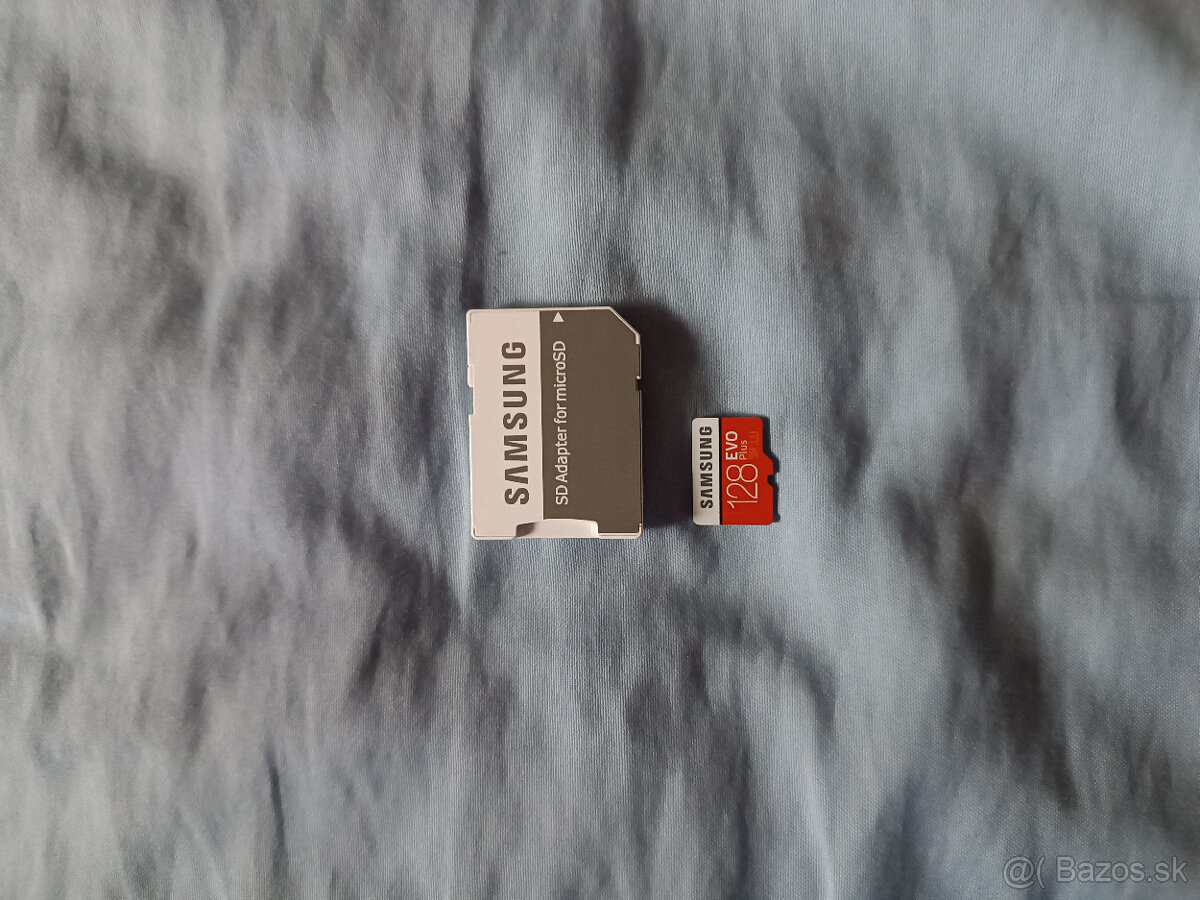 SAMSUNG
SD Adapter for microSD
SAMSUNG
128 EVO
Plus
@( Bazos.sk